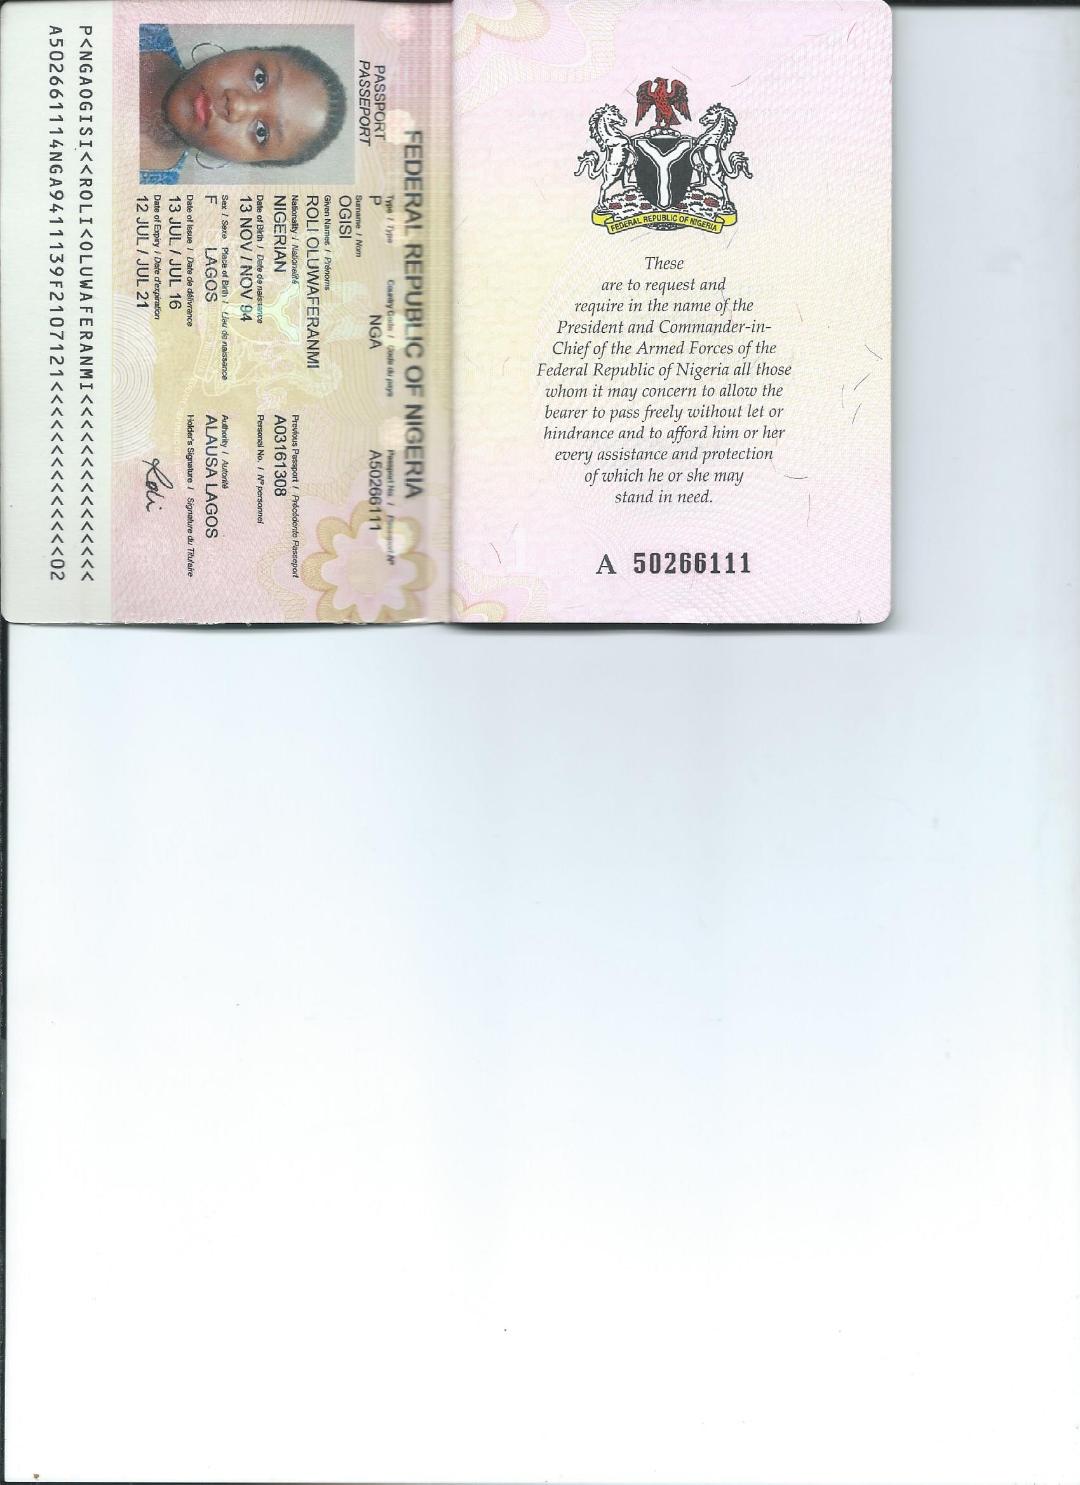 FEDERAL REPUBLIC OF NIGERIA
PASSPORT
PASSEPORT
Type / Type Country Code / Code du pays Passport No. / Passeport Nº
P NGA A50266111
Surname / Nom
OGISI
Given Names / Prénoms
ROLI OLUWAFERANMI
Nationality / Nationalité Previous Passport / Précédente Passeport
NIGERIAN A03161308
Date of Birth / Date de naissance Personal No. / Nº personnel
13 NOV / NOV 94
Sex / Sexe Place of Birth / Lieu de naissance Authority / Autorité
F LAGOS ALAUSA LAGOS
Date of Issue / Date de délivrance Holder's Signature / Signature du Titulaire
13 JUL / JUL 16
Date of Expiry / Date d'expiration
12 JUL / JUL 21
Roli
P<NGAOGISI<<ROLI<OLUWAFERANMI<<<<<<<<<<<<<<<
A502661114NGA9411139F2107121<<<<<<<<<<<<<<02
FEDERAL REPUBLIC OF NIGERIA
These
are to request and
require in the name of the
President and Commander-in-
Chief of the Armed Forces of the
Federal Republic of Nigeria all those
whom it may concern to allow the
bearer to pass freely without let or
hindrance and to afford him or her
every assistance and protection
of which he or she may
stand in need.
1
A 50266111